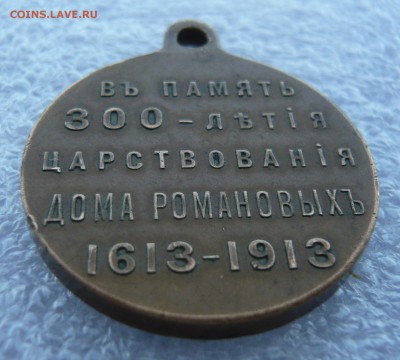 COINS.LAVE.RU
ВЪ ПАМЯТЬ
300-ЛѢТІЯ
ЦАРСТВОВАНІЯ
ДОМА РОМАНОВЫХЪ
1613-1913